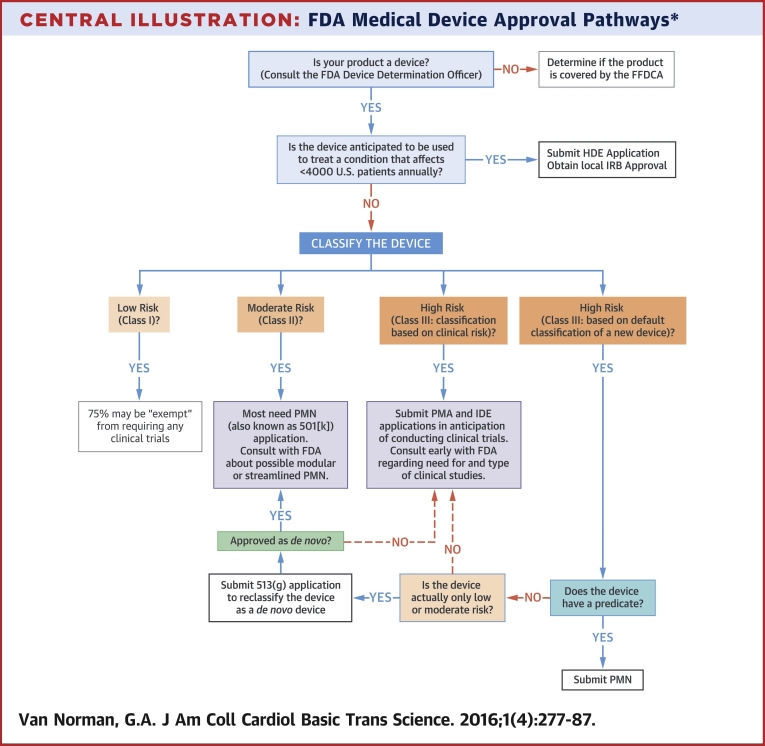 CENTRAL ILLUSTRATION: FDA Medical Device Approval Pathways*
Is your product a device?
(Consult the FDA Device Determination Officer)
NO
Determine if the product
is covered by the FFDCA
YES
Is the device anticipated to be used
to treat a condition that affects
<4000 U.S. patients annually?
YES
Submit HDE Application
Obtain local IRB Approval
NO
CLASSIFY THE DEVICE
Low Risk
(Class I)?
Moderate Risk
(Class II)?
High Risk
(Class III: classification
based on clinical risk)?
High Risk
(Class III: based on default
classification of a new device)?
YES
YES
YES
YES
75% may be “exempt”
from requiring any
clinical trials
Most need PMN
(also known as 501[k])
application.
Consult with FDA
about possible modular
or streamlined PMN.
Submit PMA and IDE
applications in anticipation
of conducting clinical trials.
Consult early with FDA
regarding need for and type
of clinical studies.
YES
Approved as de novo?
NO
NO
Submit 513(g) application
to reclassify the device
as a de novo device
YES
Is the device
actually only low
or moderate risk?
NO
Does the device
have a predicate?
YES
Submit PMN
Van Norman, G.A. J Am Coll Cardiol Basic Trans Science. 2016;1(4):277-87.